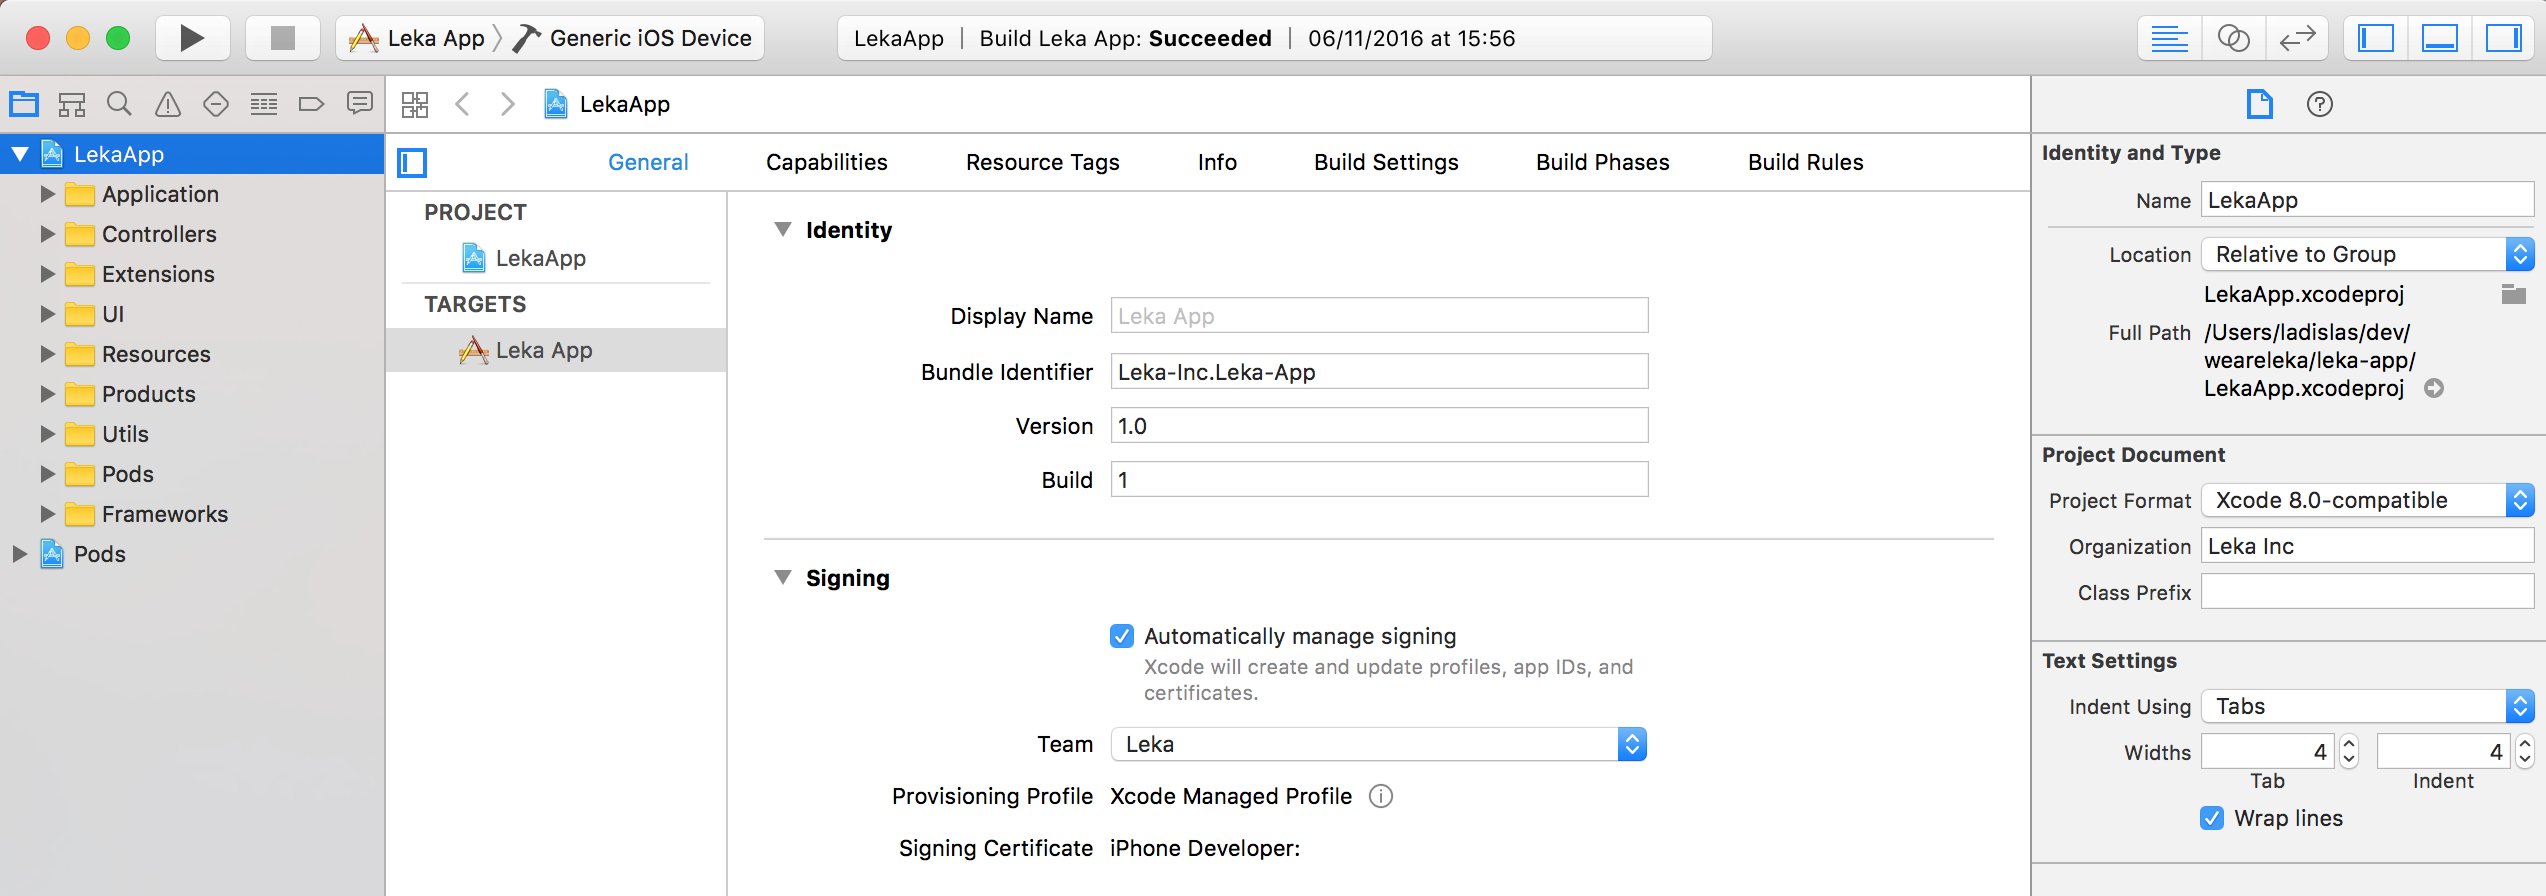 Leka App
Generic iOS Device
LekaApp
Build Leka App: Succeeded
06/11/2016 at 15:56
LekaApp
Application
Controllers
Extensions
UI
Resources
Products
Utils
Pods
Frameworks
Pods
LekaApp
General
Capabilities
Resource Tags
Info
Build Settings
Build Phases
Build Rules
PROJECT
LekaApp
TARGETS
Leka App
Identity
Display Name
Leka App
Bundle Identifier
Leka-Inc.Leka-App
Version
1.0
Build
1
Signing
Automatically manage signing
Xcode will create and update profiles, app IDs, and
certificates.
Team
Leka
Provisioning Profile
Xcode Managed Profile
Signing Certificate
iPhone Developer:
Identity and Type
Name
LekaApp
Location
Relative to Group
LekaApp.xcodeproj
Full Path
/Users/ladislas/dev/
weareleka/leka-app/
LekaApp.xcodeproj
Project Document
Project Format
Xcode 8.0-compatible
Organization
Leka Inc
Class Prefix
Text Settings
Indent Using
Tabs
Widths
4
4
Tab
Indent
Wrap lines